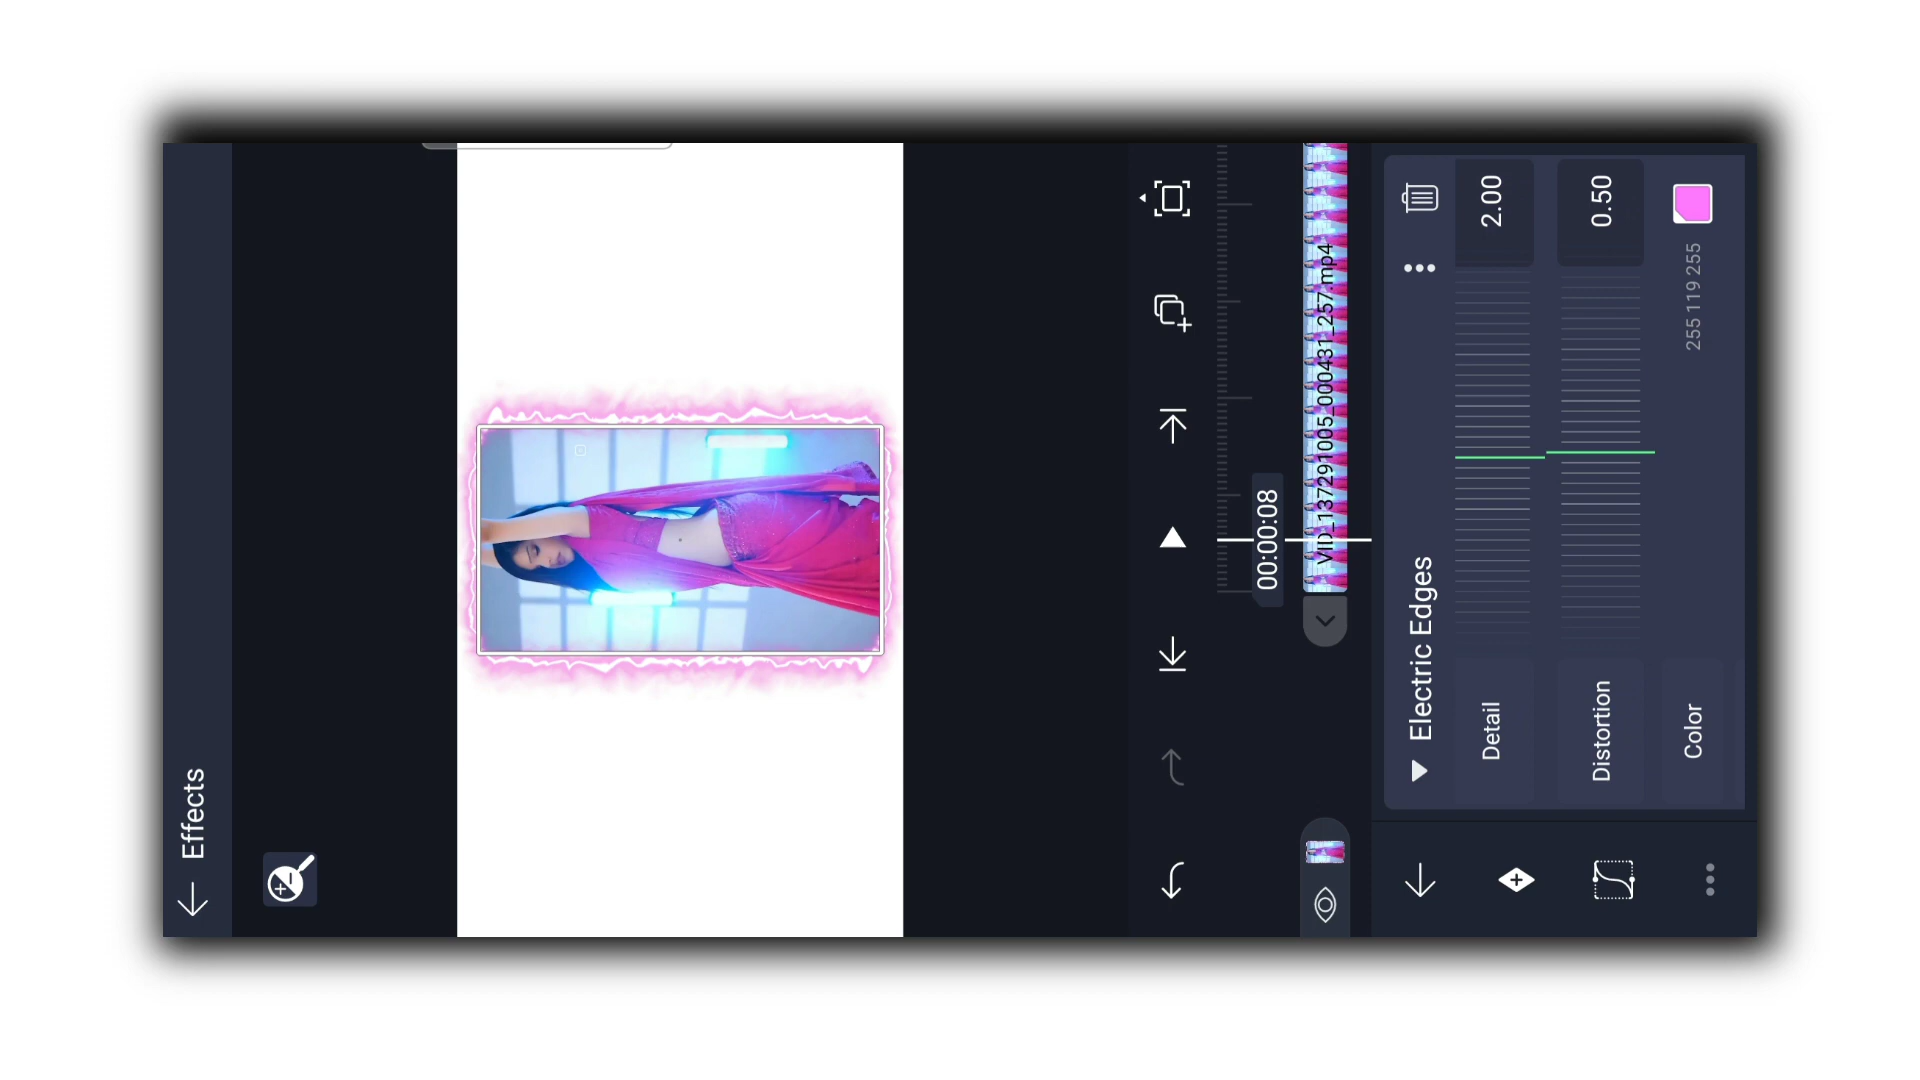 Effects
00:00:08
VID_137291005_000431_257.mp4
Electric Edges
Detail
2.00
Distortion
0.50
Color
255 119 255